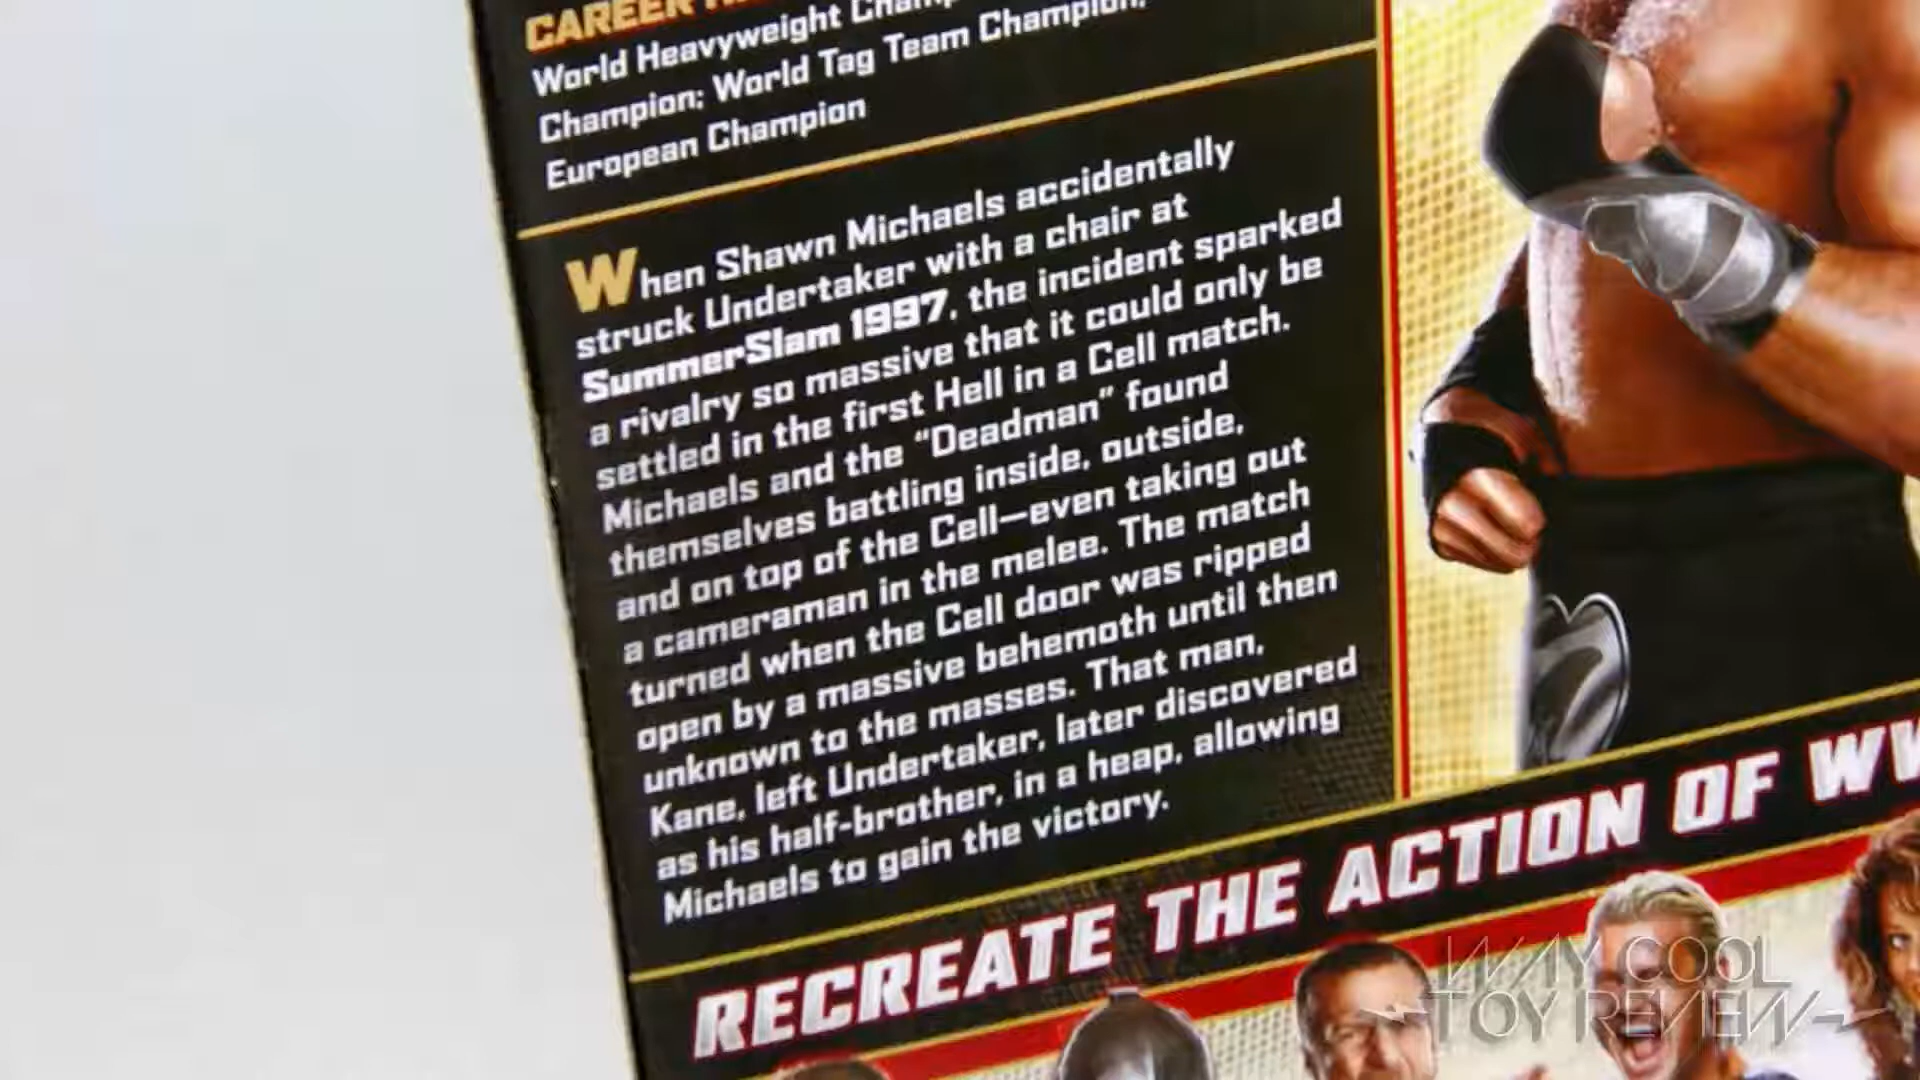 CAREER
World Heavyweight Champ
Champion; World Tag Team Champion,
European Champion
When Shawn Michaels accidentally
struck Undertaker with a chair at
SummerSlam 1997, the incident sparked
a rivalry so massive that it could only be
settled in the first Hell in a Cell match.
Michaels and the “Deadman” found
themselves battling inside, outside,
and on top of the Cell—even taking out
a cameraman in the melee. The match
turned when the Cell door was ripped
open by a massive behemoth until then
unknown to the masses. That man,
Kane, left Undertaker, later discovered
as his half-brother, in a heap, allowing
Michaels to gain the victory.
RECREATE THE ACTION OF WW
WAY COOL
TOY REVIEW